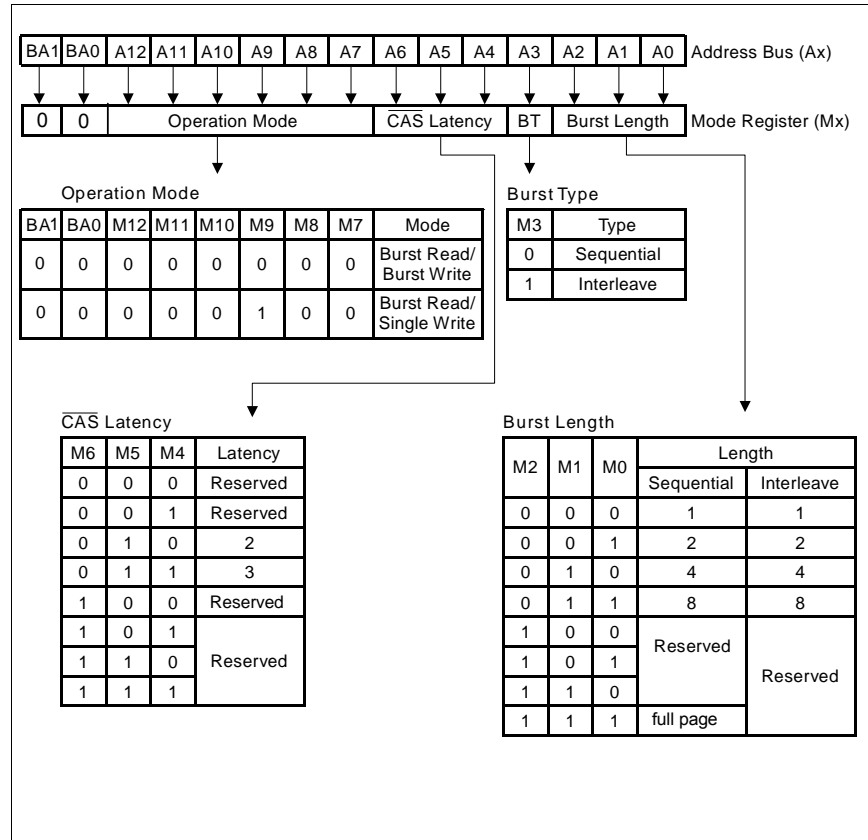 BA1 BA0 A12 A11 A10 A9 A8 A7 A6 A5 A4 A3 A2 A1 A0 Address Bus (Ax)
0 0 Operation Mode CAS Latency BT Burst Length Mode Register (Mx)
Operation Mode
BA1 BA0 M12 M11 M10 M9 M8 M7 Mode
0 0 0 0 0 0 0 0 Burst Read/
Burst Write
0 0 0 0 0 1 0 0 Burst Read/
Single Write
Burst Type
M3 Type
0 Sequential
1 Interleave
CAS Latency
M6 M5 M4 Latency
0 0 0 Reserved
0 0 1 Reserved
0 1 0 2
0 1 1 3
1 0 0 Reserved
1 0 1
1 1 0 Reserved
1 1 1
Burst Length
M2 M1 M0 Length
Sequential Interleave
0 0 0 1 1
0 0 1 2 2
0 1 0 4 4
0 1 1 8 8
1 0 0 Reserved
1 0 1 Reserved
1 1 0
1 1 1 full page